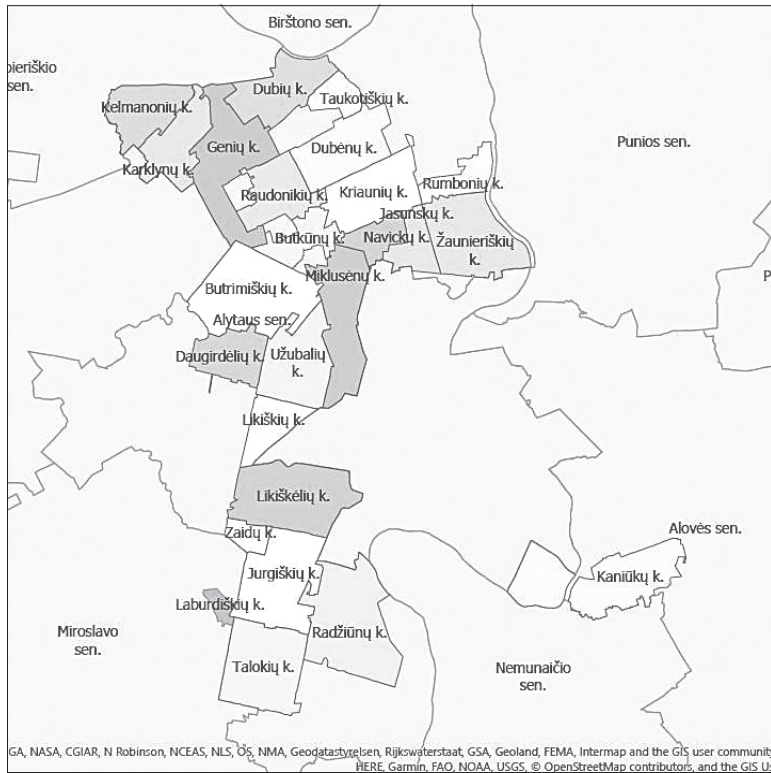 Birštono sen.
pieriškio
sen.
Dubių k.
Taukotiškių k.
Kelmanonių k.
Punios sen.
Genių k.
Dubėnų k.
Karklynų k.
Rumbonių k.
Raudonikių k.
Kriaunių k.
Jasunskų k.
Butkūnų k.
Navickų k.
Žaunieriškių
k.
Miklusėnų k.
P
Butrimiškių k.
Alytaus sen.
Daugirdėlių k.
Užubalių
k.
Likiškių k.
Likiškėlių k.
Zaidų k.
Alovės sen.
Jurgiškių k.
Kaniūkų k.
Laburdiškių k.
Miroslavo
sen.
Radžiūnų k.
Talokių k.
Nemunaičio
sen.
GA, NASA, CGIAR, N Robinson, NCEAS, NLS, OS, NMA, Geodatastyrelsen, Rijkswaterstaat, GSA, Geoland, FEMA, Intermap and the GIS user community
HERE, Garmin, FAO, NOAA, USGS, © OpenStreetMap contributors, and the GIS Us